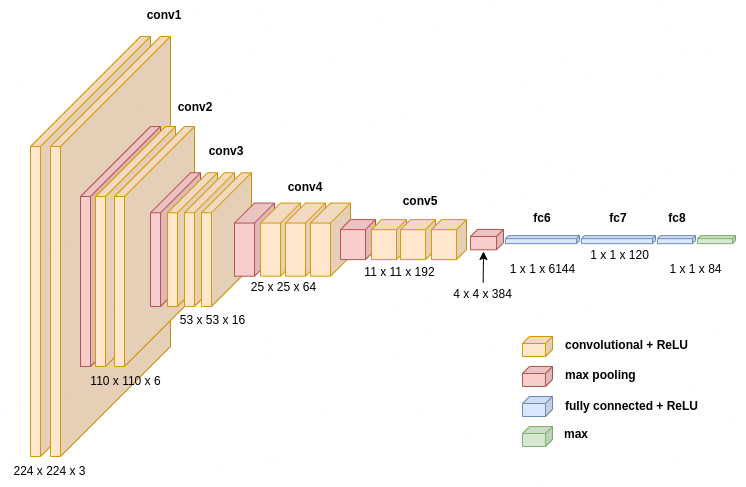 conv1
conv2
conv3
conv4
conv5
fc6
fc7
fc8
1 x 1 x 120
1 x 1 x 6144
1 x 1 x 84
11 x 11 x 192
25 x 25 x 64
4 x 4 x 384
53 x 53 x 16
110 x 110 x 6
224 x 224 x 3
convolutional + ReLU
max pooling
fully connected + ReLU
max